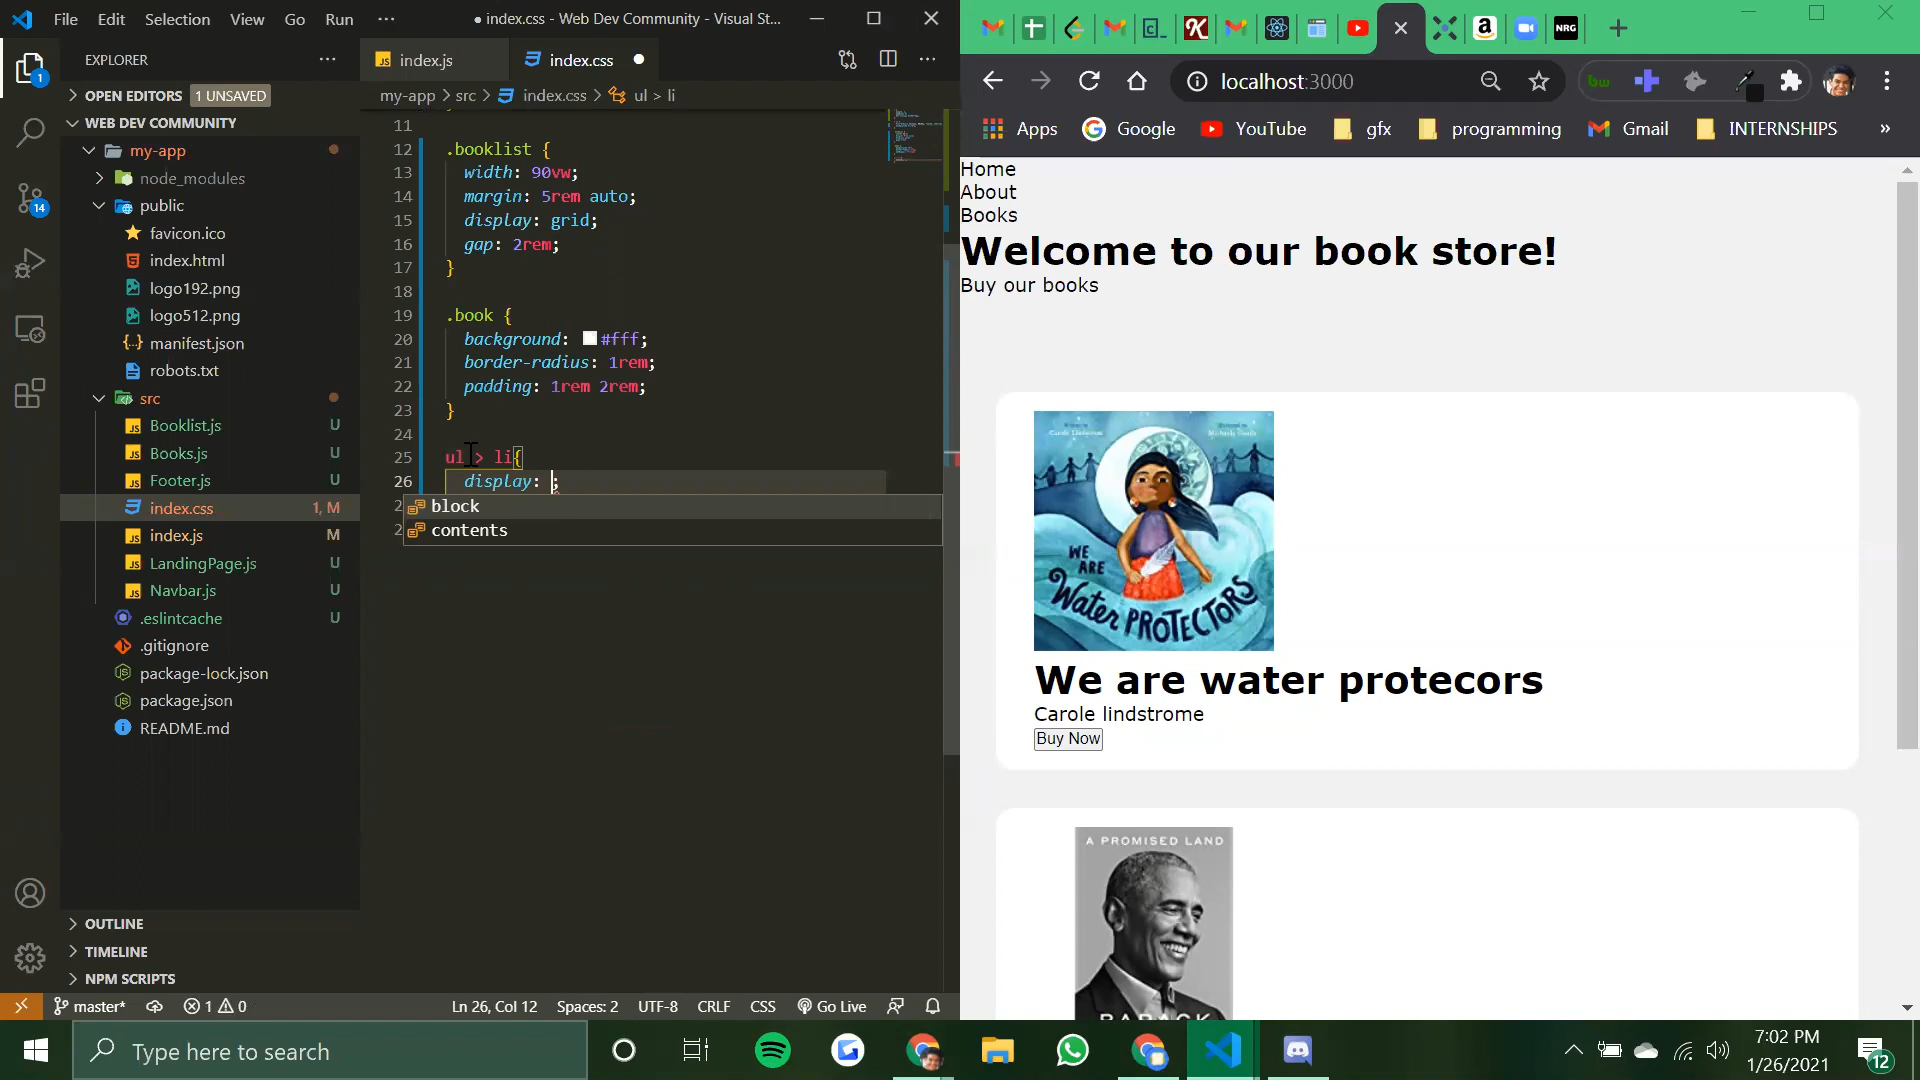 File Edit Selection View Go Run ··· ● index.css - Web Dev Community - Visual St...
EXPLORER
OPEN EDITORS 1 UNSAVED
WEB DEV COMMUNITY
my-app
node_modules
public
favicon.ico
index.html
logo192.png
logo512.png
manifest.json
robots.txt
src
Booklist.js U
Books.js U
Footer.js U
index.css 1, M
index.js M
LandingPage.js U
Navbar.js U
.eslintcache U
.gitignore
package-lock.json
package.json
README.md
OUTLINE
TIMELINE
NPM SCRIPTS
1
14
index.js index.css
my-app > src > index.css > ul > li
11
12 .booklist {
13 width: 90vw;
14 margin: 5rem auto;
15 display: grid;
16 gap: 2rem;
17 }
18
19 .book {
20 background: #fff;
21 border-radius: 1rem;
22 padding: 1rem 2rem;
23 }
24
25 ul > li{
26 display: ;
block
contents
master* 1 0 Ln 26, Col 12 Spaces: 2 UTF-8 CRLF CSS Go Live
NRG
localhost:3000
bw
Apps Google YouTube gfx programming Gmail INTERNSHIPS »
Home
About
Books
Welcome to our book store!
Buy our books
WE ARE
Water PROTECTORS
We are water protecors
Carole lindstrome
Buy Now
A PROMISED LAND
BARACK
Type here to search
7:02 PM
1/26/2021
12